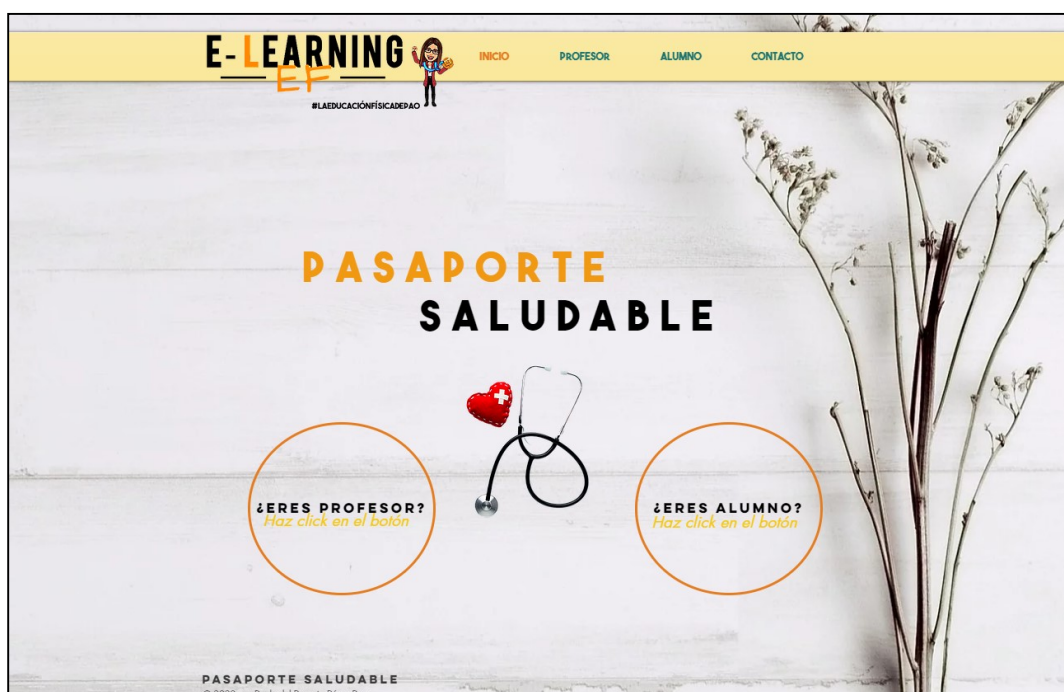 E-LEARNING
EF
#LAEDUCACIÓNFÍSICADEPAO
INICIO PROFESOR ALUMNO CONTACTO
PASAPORTE
SALUDABLE
¿ERES PROFESOR?
Haz click en el botón
¿ERES ALUMNO?
Haz click en el botón
PASAPORTE SALUDABLE